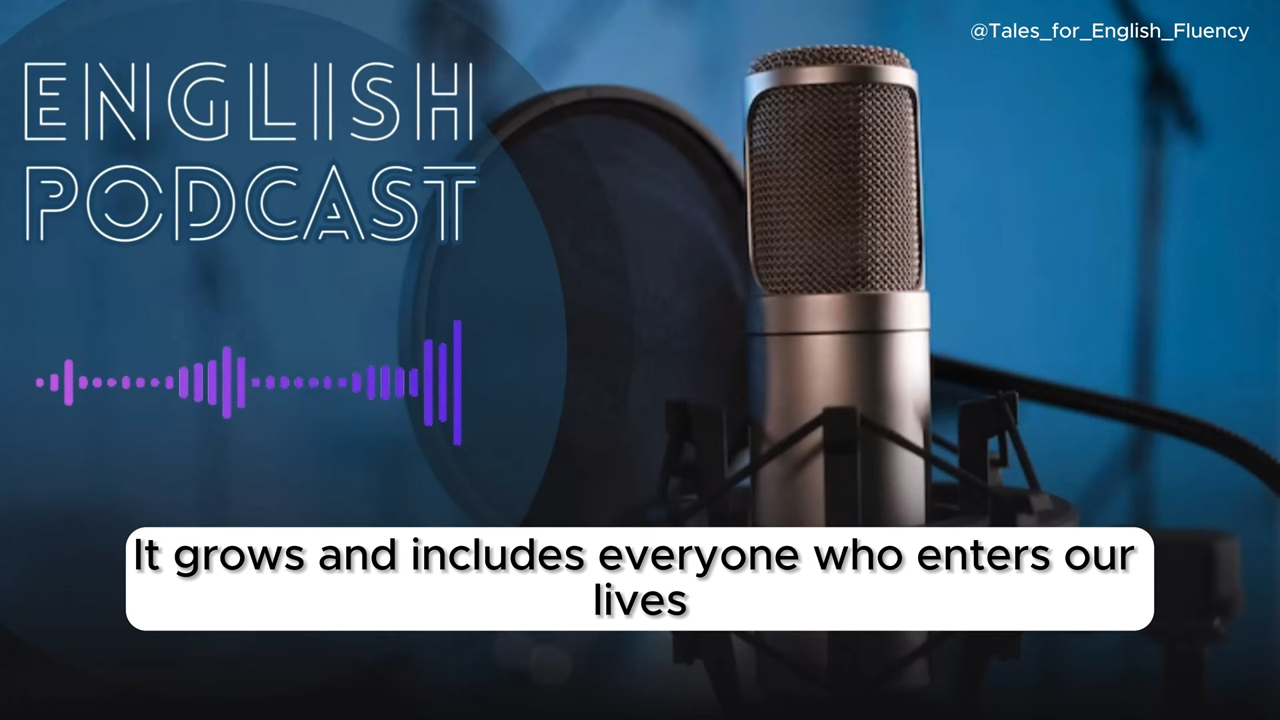 @Tales_for_English_Fluency
ENGLISH
PODCAST
It grows and includes everyone who enters our
lives